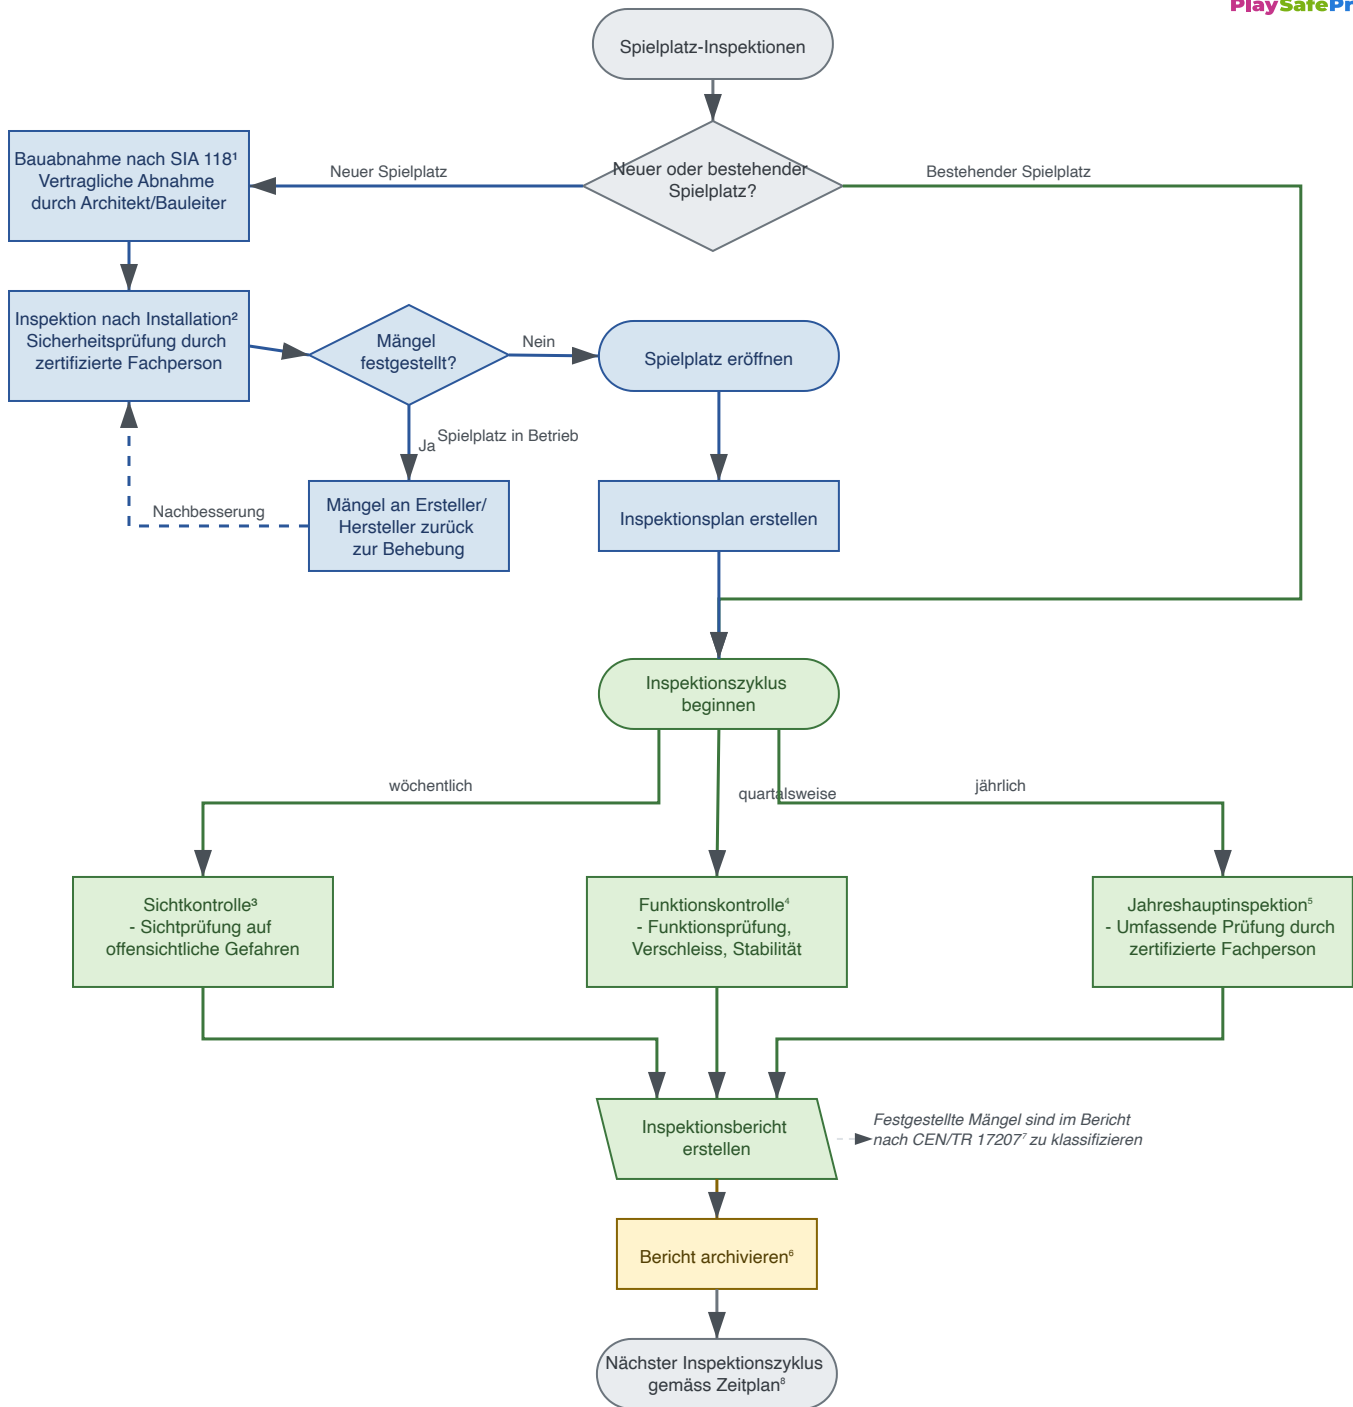 PlaySafePr
Spielplatz-Inspektionen
Neuer oder bestehender
Spielplatz?
Neuer Spielplatz
Bestehender Spielplatz
Bauabnahme nach SIA 118¹
Vertragliche Abnahme
durch Architekt/Bauleiter
Inspektion nach Installation²
Sicherheitsprüfung durch
zertifizierte Fachperson
Mängel
festgestellt?
Nein
Spielplatz eröffnen
Ja
Spielplatz in Betrieb
Nachbesserung
Mängel an Ersteller/
Hersteller zurück
zur Behebung
Inspektionsplan erstellen
Inspektionszyklus
beginnen
wöchentlich
quartalsweise
jährlich
Sichtkontrolle³
- Sichtprüfung auf
offensichtliche Gefahren
Funktionskontrolle⁴
- Funktionsprüfung,
Verschleiss, Stabilität
Jahreshauptinspektion⁵
- Umfassende Prüfung durch
zertifizierte Fachperson
Inspektionsbericht
erstellen
Festgestellte Mängel sind im Bericht
nach CEN/TR 17207⁷ zu klassifizieren
Bericht archivieren⁶
Nächster Inspektionszyklus
gemäss Zeitplan⁸